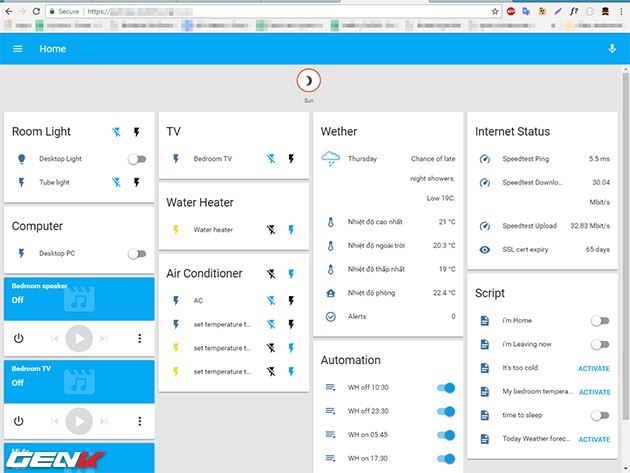 Secure
https://
Home
Sun
Room Light
Desktop Light
Tube light
Computer
Desktop PC
Bedroom speaker
Off
Bedroom TV
Off
TV
Bedroom TV
Water Heater
Water heater
Air Conditioner
AC
set temperature t...
set temperature t...
set temperature t...
Wether
Thursday
Chance of late
night showers.
Low 19C.
Nhiệt độ cao nhất
21 °C
Nhiệt độ ngoài trời
20.3 °C
Nhiệt độ thấp nhất
19 °C
Nhiệt độ phòng
22.4 °C
Alerts
0
Automation
WH off 10:30
WH off 23:30
WH on 05:45
WH on 17:30
Internet Status
Speedtest Ping
5.5 ms
Speedtest Downlo...
30.04
Mbit/s
Speedtest Upload
32.83 Mbit/s
SSL cert expiry
65 days
Script
i'm Home
i'm Leaving now
It's too cold
ACTIVATE
My bedroom tempera...
ACTIVATE
time to sleep
Today Weather forec...
ACTIVATE
GENK